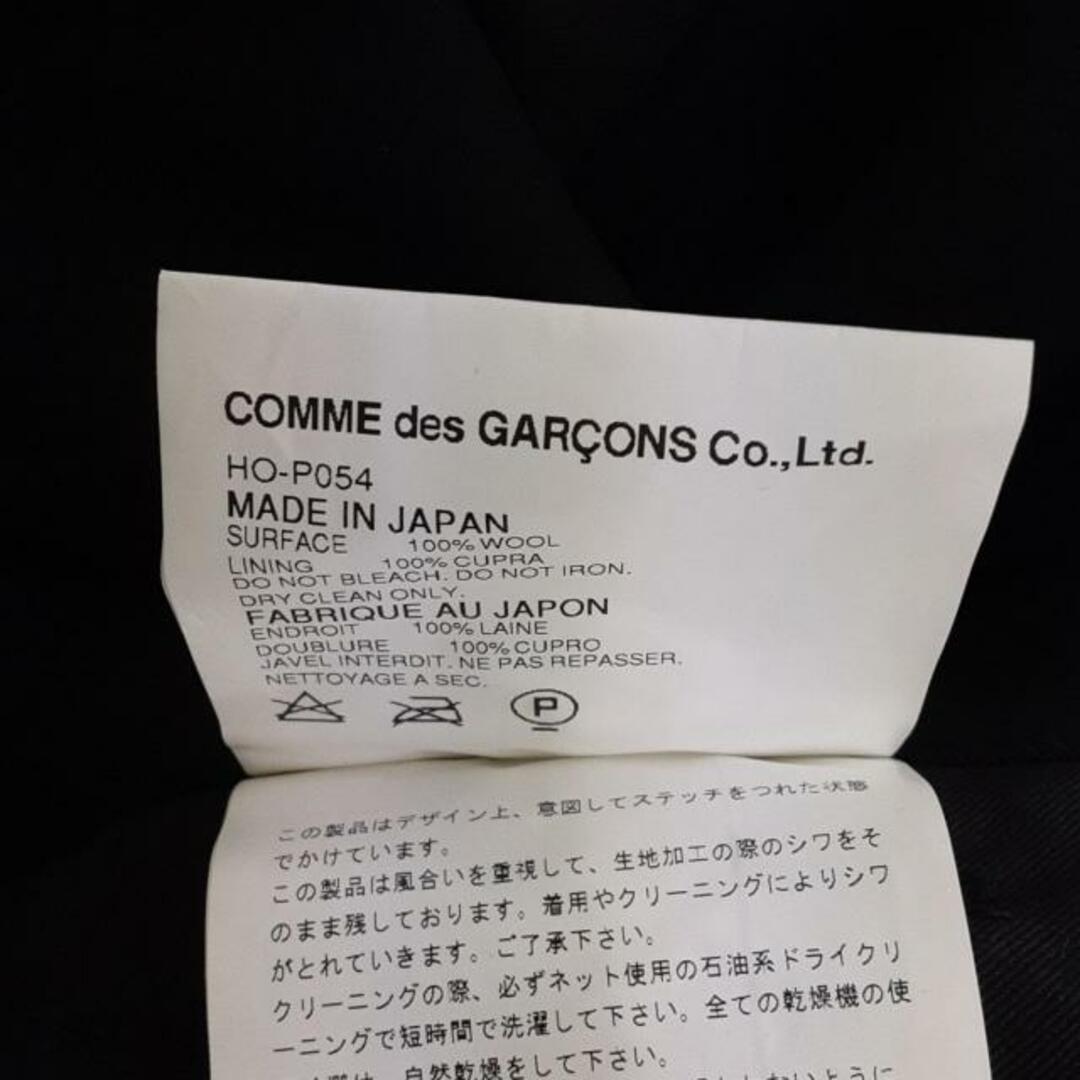 COMME des GARÇONS Co.,Ltd.
HO-P054
MADE IN JAPAN
SURFACE 100% WOOL
LINING 100% CUPRA
DO NOT BLEACH. DO NOT IRON.
DRY CLEAN ONLY.
FABRIQUE AU JAPON
ENDROIT 100% LAINE
DOUBLURE 100% CUPRO
JAVEL INTERDIT. NE PAS REPASSER.
NETTOYAGE A SEC.
P
この製品はデザイン上、意図してステッチをつれた状態
でかけています。
この製品は風合いを重視して、生地加工の際のシワをそ
のまま残しております。着用やクリーニングによりシワ
がとれていきます。ご了承下さい。
クリーニングの際、必ずネット使用の石油系ドライクリ
ーニングで短時間で洗濯して下さい。全ての乾燥機の使
は、自然乾燥をして下さい。
しないように